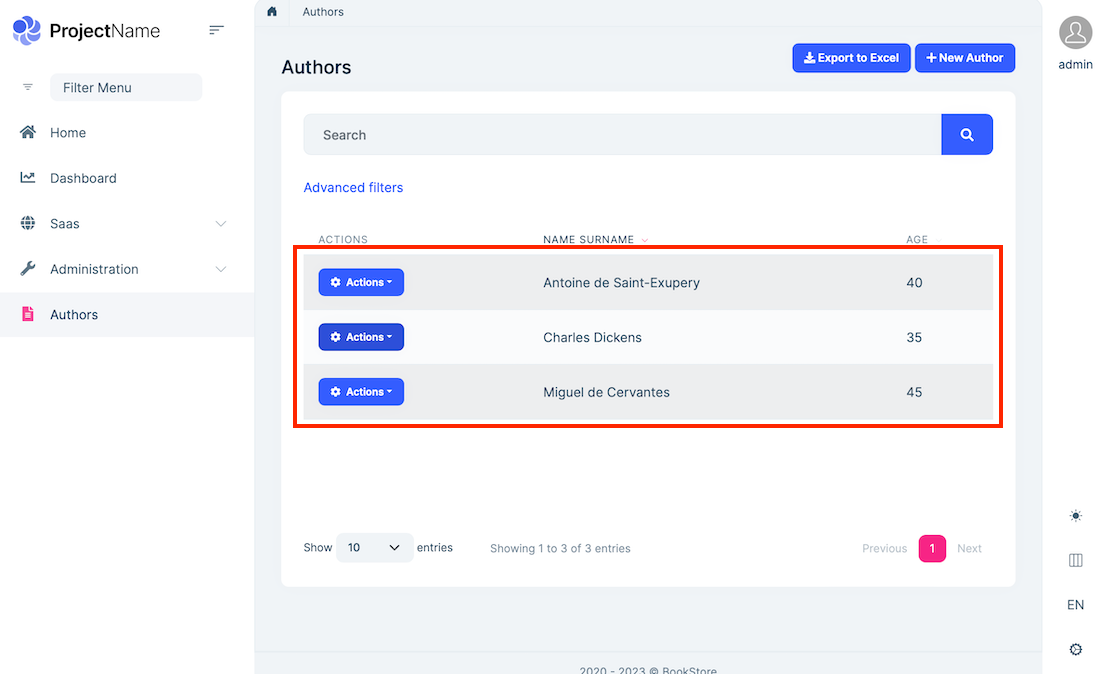 ProjectName
Filter Menu
Home
Dashboard
Saas
Administration
Authors
Authors
Authors
Export to Excel
New Author
Search
Advanced filters
ACTIONS NAME SURNAME AGE
Actions Antoine de Saint-Exupery 40
Actions Charles Dickens 35
Actions Miguel de Cervantes 45
Show 10 entries Showing 1 to 3 of 3 entries Previous 1 Next
2020 - 2023 © BookStore
admin
EN